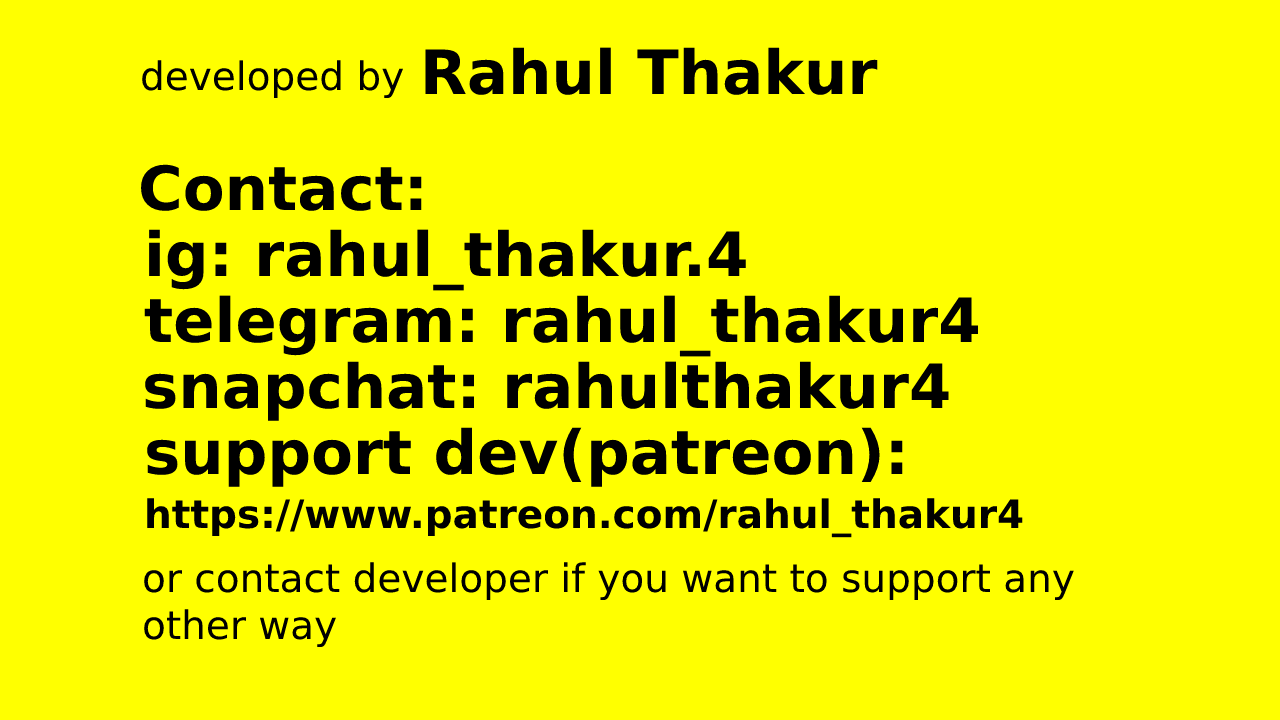 developed by Rahul Thakur
Contact:
ig: rahul_thakur.4
telegram: rahul_thakur4
snapchat: rahulthakur4
support dev(patreon):
https://www.patreon.com/rahul_thakur4
or contact developer if you want to support any
other way